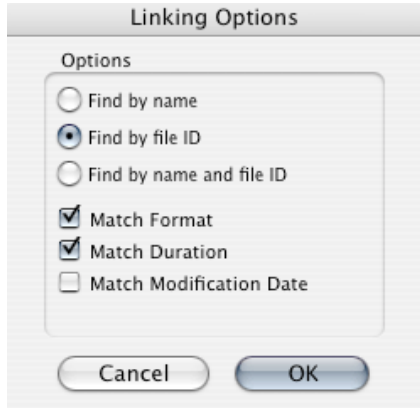 Linking Options
Options
Find by name
Find by file ID
Find by name and file ID
Match Format
Match Duration
Match Modification Date
Cancel OK